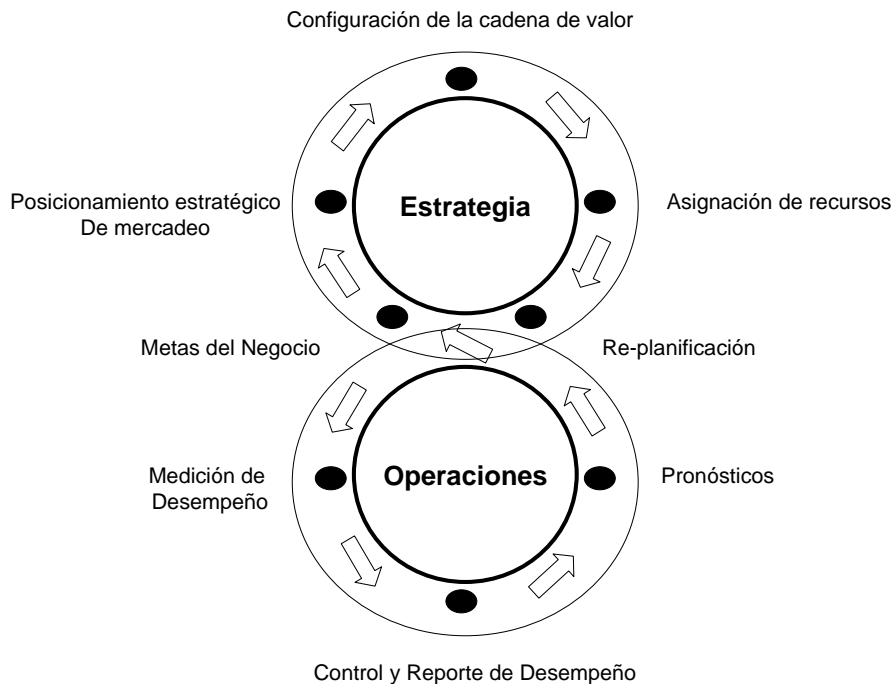 Configuración de la cadena de valor
Posicionamiento estratégico
De mercadeo
Estrategia
Asignación de recursos
Metas del Negocio
Re-planificación
Medición de
Desempeño
Operaciones
Pronósticos
Control y Reporte de Desempeño